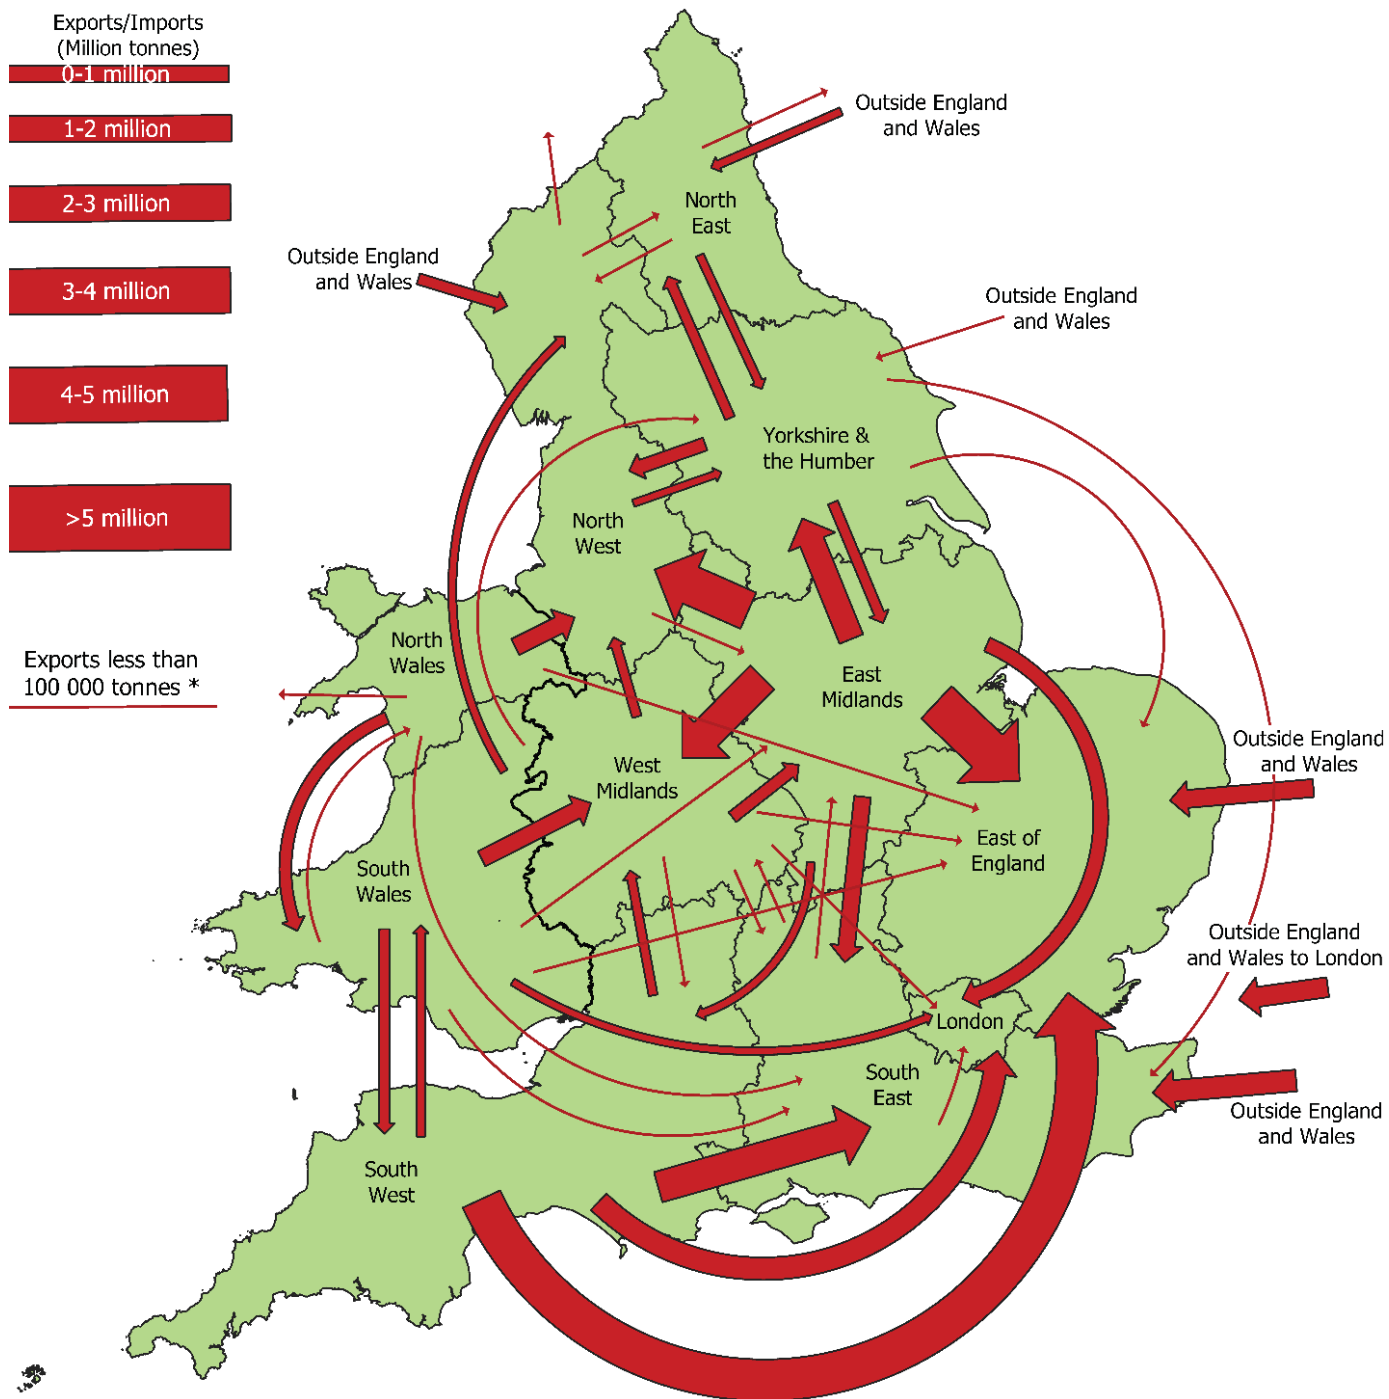 Exports/Imports
(Million tonnes)
0-1 million
1-2 million
2-3 million
3-4 million
4-5 million
>5 million
Exports less than
100 000 tonnes *
Outside England
and Wales
North
East
Outside England
and Wales
Outside England
and Wales
Yorkshire &
the Humber
North
West
North
Wales
East
Midlands
West
Midlands
Outside England
and Wales
East of
England
South
Wales
Outside England
and Wales to London
London
South
East
Outside England
and Wales
South
West